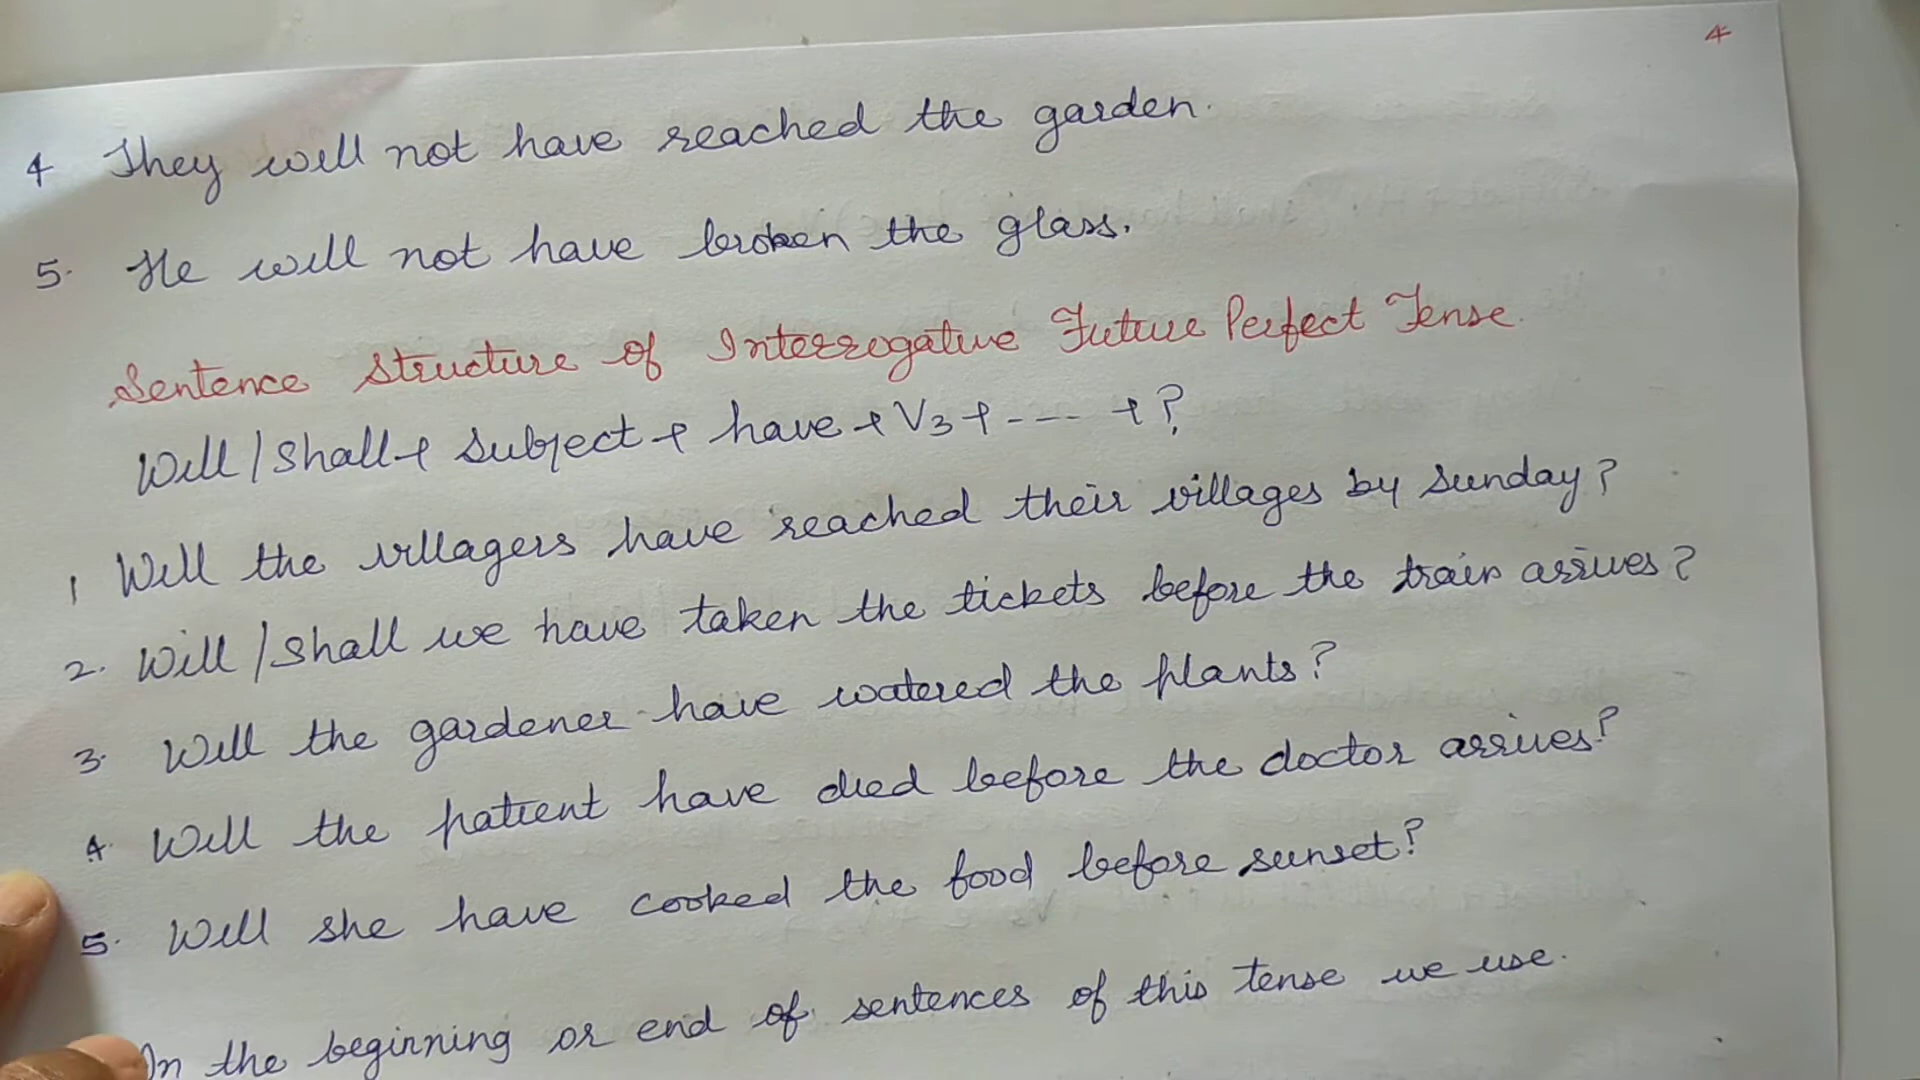 4
4 They will not have reached the garden.
5. He will not have broken the glass.
Sentence Structure of Interrogative Future Perfect Tense.
Will/Shall + Subject + have + V3 + --- + ?
1 Will the villagers have reached their villages by Sunday?
2. Will/Shall we have taken the tickets before the train arrives?
3. Will the gardener have watered the plants?
4. Will the patient have died before the doctor arrives?
5. Will she have cooked the food before sunset?
In the beginning or end of sentences of this tense we use.